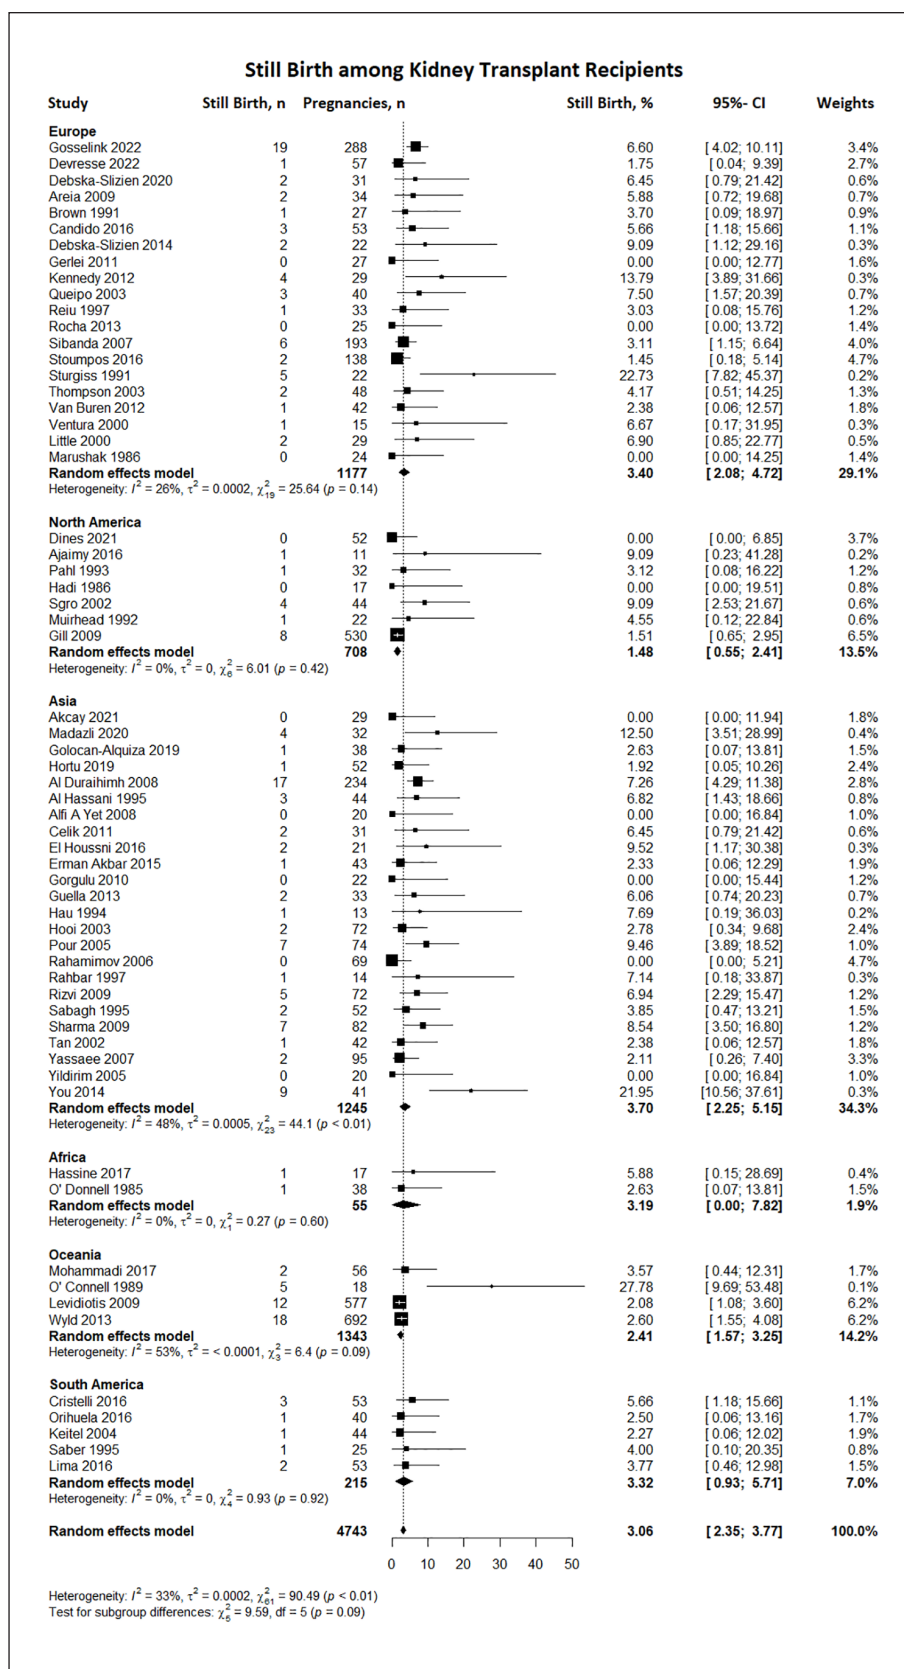 Still Birth among Kidney Transplant Recipients
Study Still Birth, n Pregnancies, n Still Birth, % 95%- CI Weights
Europe
Gosselink 2022 19 288 6.60 [ 4.02; 10.11] 3.4%
Devresse 2022 1 57 1.75 [ 0.04; 9.39] 2.7%
Debska-Slizien 2020 2 31 6.45 [ 0.79; 21.42] 0.6%
Areia 2009 2 34 5.88 [ 0.72; 19.68] 0.7%
Brown 1991 1 27 3.70 [ 0.09; 18.97] 0.9%
Candido 2016 3 53 5.66 [ 1.18; 15.66] 1.1%
Debska-Slizien 2014 2 22 9.09 [ 1.12; 29.16] 0.3%
Gerlei 2011 0 27 0.00 [ 0.00; 12.77] 1.6%
Kennedy 2012 4 29 13.79 [ 3.89; 31.66] 0.3%
Queipo 2003 3 40 7.50 [ 1.57; 20.39] 0.7%
Reiu 1997 1 33 3.03 [ 0.08; 15.76] 1.2%
Rocha 2013 0 25 0.00 [ 0.00; 13.72] 1.4%
Sibanda 2007 6 193 3.11 [ 1.15; 6.64] 4.0%
Stoumpos 2016 2 138 1.45 [ 0.18; 5.14] 4.7%
Sturgiss 1991 5 22 22.73 [ 7.82; 45.37] 0.2%
Thompson 2003 2 48 4.17 [ 0.51; 14.25] 1.3%
Van Buren 2012 1 42 2.38 [ 0.06; 12.57] 1.8%
Ventura 2000 1 15 6.67 [ 0.17; 31.95] 0.3%
Little 2000 2 29 6.90 [ 0.85; 22.77] 0.5%
Marushak 1986 0 24 0.00 [ 0.00; 14.25] 1.4%
Random effects model 1177 3.40 [ 2.08; 4.72] 29.1%
Heterogeneity: I² = 26%, τ² = 0.0002, χ²₁₉ = 25.64 (p = 0.14)
North America
Dines 2021 0 52 0.00 [ 0.00; 6.85] 3.7%
Ajaimy 2016 1 11 9.09 [ 0.23; 41.28] 0.2%
Pahl 1993 1 32 3.12 [ 0.08; 16.22] 1.2%
Hadi 1986 0 17 0.00 [ 0.00; 19.51] 0.8%
Sgro 2002 4 44 9.09 [ 2.53; 21.67] 0.6%
Muirhead 1992 1 22 4.55 [ 0.12; 22.84] 0.6%
Gill 2009 8 530 1.51 [ 0.65; 2.95] 6.5%
Random effects model 708 1.48 [ 0.55; 2.41] 13.5%
Heterogeneity: I² = 0%, τ² = 0, χ²₆ = 6.01 (p = 0.42)
Asia
Akcay 2021 0 29 0.00 [ 0.00; 11.94] 1.8%
Madazli 2020 4 32 12.50 [ 3.51; 28.99] 0.4%
Golocan-Alquiza 2019 1 38 2.63 [ 0.07; 13.81] 1.5%
Hortu 2019 1 52 1.92 [ 0.05; 10.26] 2.4%
Al Duraihimh 2008 17 234 7.26 [ 4.29; 11.38] 2.8%
Al Hassani 1995 3 44 6.82 [ 1.43; 18.66] 0.8%
Alfi A Yet 2008 0 20 0.00 [ 0.00; 16.84] 1.0%
Celik 2011 2 31 6.45 [ 0.79; 21.42] 0.6%
El Houssni 2016 2 21 9.52 [ 1.17; 30.38] 0.3%
Erman Akbar 2015 1 43 2.33 [ 0.06; 12.29] 1.9%
Gorgulu 2010 0 22 0.00 [ 0.00; 15.44] 1.2%
Guella 2013 2 33 6.06 [ 0.74; 20.23] 0.7%
Hau 1994 1 13 7.69 [ 0.19; 36.03] 0.2%
Hooi 2003 2 72 2.78 [ 0.34; 9.68] 2.4%
Pour 2005 7 74 9.46 [ 3.89; 18.52] 1.0%
Rahamimov 2006 0 69 0.00 [ 0.00; 5.21] 4.7%
Rahbar 1997 1 14 7.14 [ 0.18; 33.87] 0.3%
Rizvi 2009 5 72 6.94 [ 2.29; 15.47] 1.2%
Sabagh 1995 2 52 3.85 [ 0.47; 13.21] 1.5%
Sharma 2009 7 82 8.54 [ 3.50; 16.80] 1.2%
Tan 2002 1 42 2.38 [ 0.06; 12.57] 1.8%
Yassaee 2007 2 95 2.11 [ 0.26; 7.40] 3.3%
Yildirim 2005 0 20 0.00 [ 0.00; 16.84] 1.0%
You 2014 9 41 21.95 [10.56; 37.61] 0.3%
Random effects model 1245 3.70 [ 2.25; 5.15] 34.3%
Heterogeneity: I² = 48%, τ² = 0.0005, χ²₂₃ = 44.1 (p < 0.01)
Africa
Hassine 2017 1 17 5.88 [ 0.15; 28.69] 0.4%
O' Donnell 1985 1 38 2.63 [ 0.07; 13.81] 1.5%
Random effects model 55 3.19 [ 0.00; 7.82] 1.9%
Heterogeneity: I² = 0%, τ² = 0, χ²₁ = 0.27 (p = 0.60)
Oceania
Mohammadi 2017 2 56 3.57 [ 0.44; 12.31] 1.7%
O' Connell 1989 5 18 27.78 [ 9.69; 53.48] 0.1%
Levidiotis 2009 12 577 2.08 [ 1.08; 3.60] 6.2%
Wyld 2013 18 692 2.60 [ 1.55; 4.08] 6.2%
Random effects model 1343 2.41 [ 1.57; 3.25] 14.2%
Heterogeneity: I² = 53%, τ² = < 0.0001, χ²₃ = 6.4 (p = 0.09)
South America
Cristelli 2016 3 53 5.66 [ 1.18; 15.66] 1.1%
Orihuela 2016 1 40 2.50 [ 0.06; 13.16] 1.7%
Keitel 2004 1 44 2.27 [ 0.06; 12.02] 1.9%
Saber 1995 1 25 4.00 [ 0.10; 20.35] 0.8%
Lima 2016 2 53 3.77 [ 0.46; 12.98] 1.5%
Random effects model 215 3.32 [ 0.93; 5.71] 7.0%
Heterogeneity: I² = 0%, τ² = 0, χ²₄ = 0.93 (p = 0.92)
Random effects model 4743 3.06 [ 2.35; 3.77] 100.0%
0 10 20 30 40 50
Heterogeneity: I² = 33%, τ² = 0.0002, χ²₆₁ = 90.49 (p < 0.01)
Test for subgroup differences: χ²₅ = 9.59, df = 5 (p = 0.09)